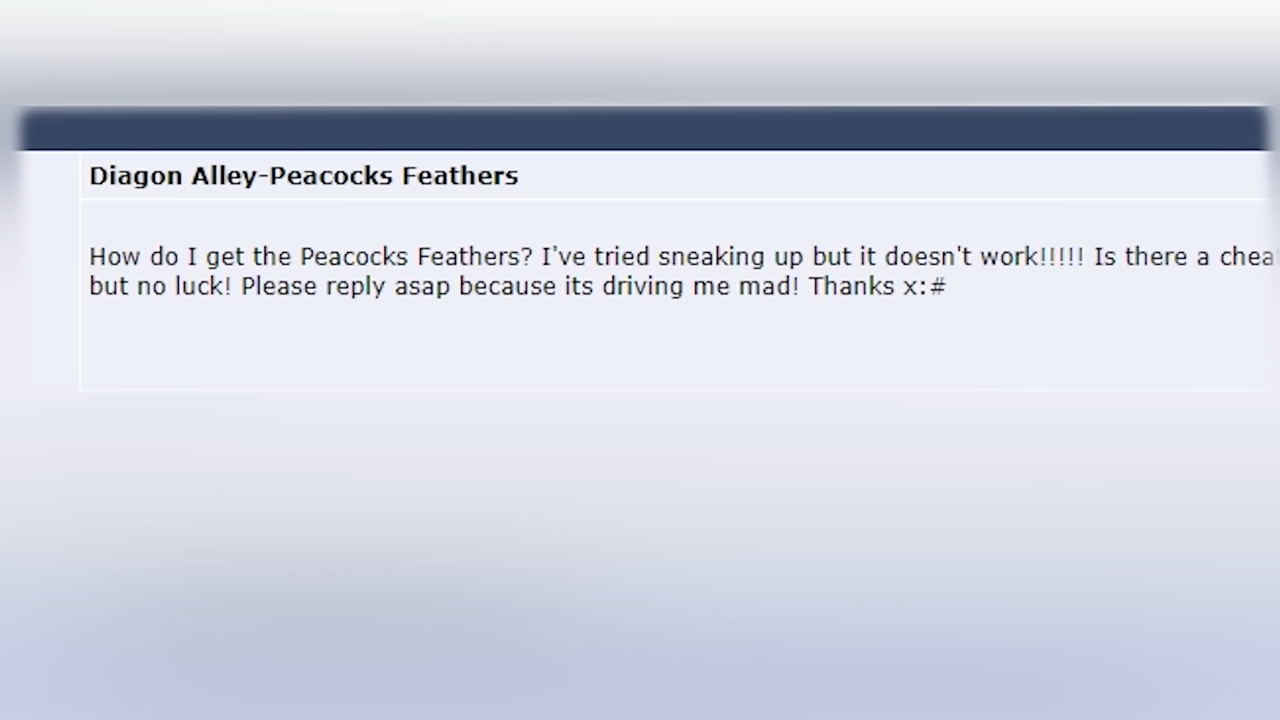 Diagon Alley-Peacocks Feathers
How do I get the Peacocks Feathers? I've tried sneaking up but it doesn't work!!!!! Is there a
but no luck! Please reply asap because its driving me mad! Thanks x:#